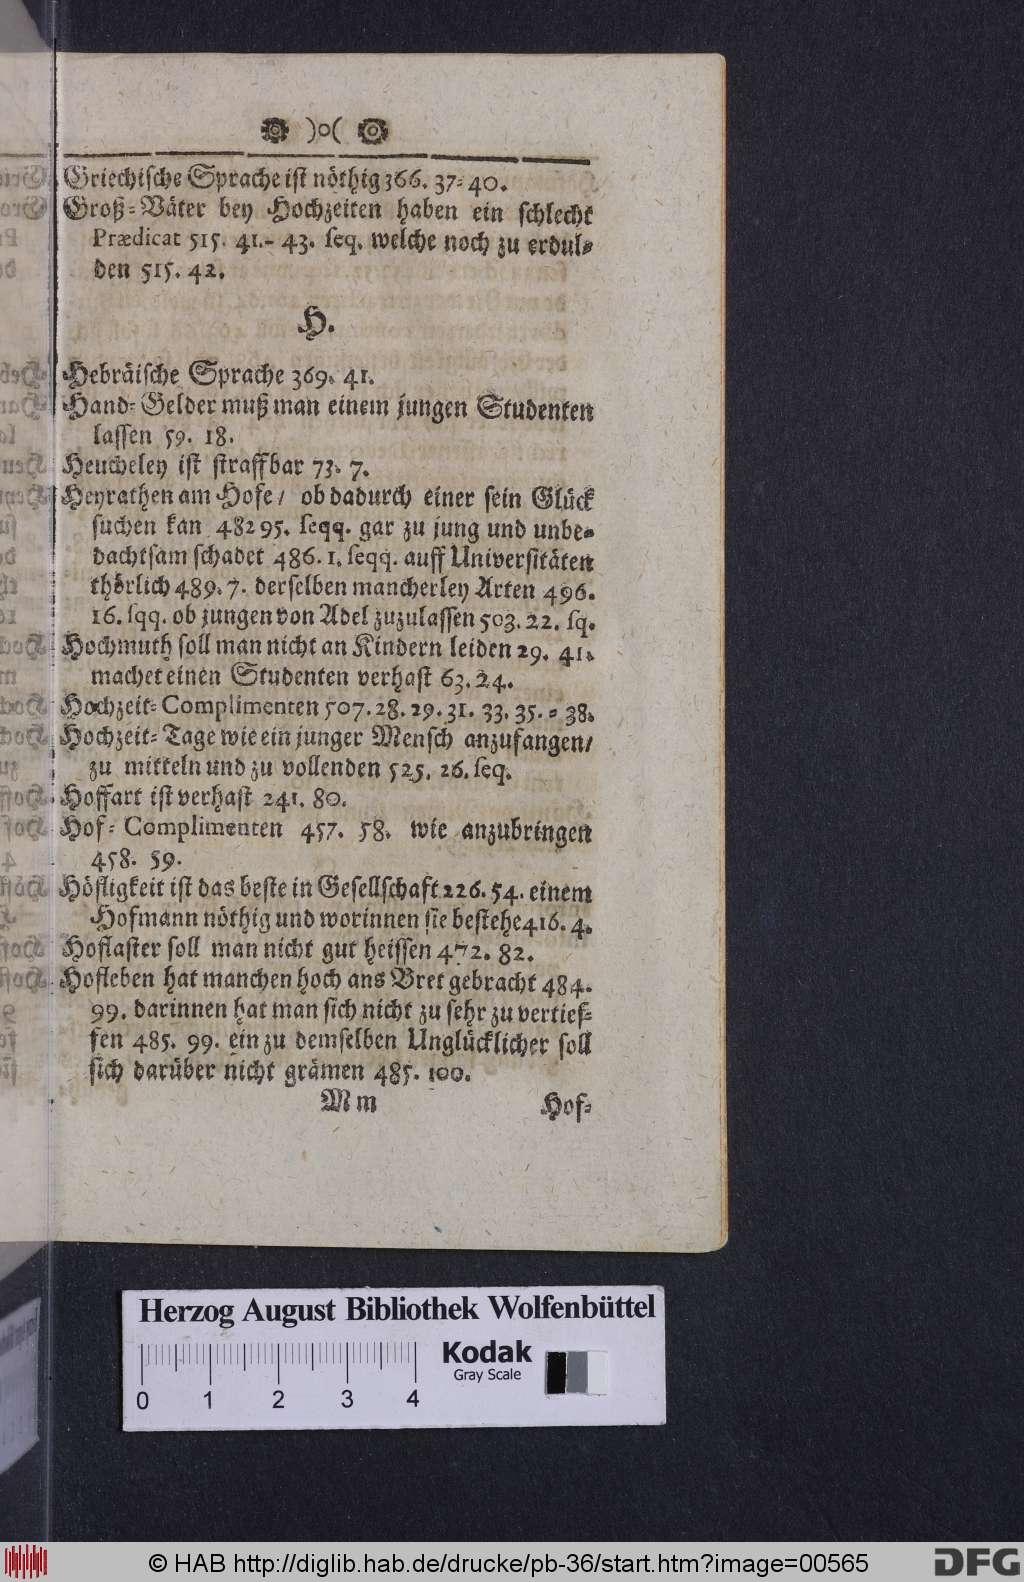 )o(
Griechische Sprache ist nöthig 366. 37-40.
Groß-Väter bey Hochzeiten haben ein schlecht
Prædicat 515. 41.- 43. seq. welche noch zu erdul-
den 515. 42.
H.
Hebräische Sprache 369. 41.
Hand-Gelder muß man einem jungen Studenten
lassen 59. 18.
Heucheley ist straffbar 73. 7.
Heyrathen am Hofe/ ob dadurch einer sein Glück
suchen kan 482 95. seqq. gar zu jung und unbe-
dachtsam schadet 486. 1. seqq. auff Universitäten
thörlich 489. 7. derselben mancherley Arten 496.
16. sqq. ob jungen von Adel zuzulassen 503. 22. sq.
Hochmuth soll man nicht an Kindern leiden 29. 41.
machet einen Studenten verhast 63. 24.
Hochzeit-Complimenten 507. 28. 29. 31. 33. 35. - 38.
Hochzeit-Tage wie ein junger Mensch anzufangen/
zu mitteln und zu vollenden 525. 26. seq.
Hoffart ist verhast 241. 80.
Hof-Complimenten 457. 58. wie anzubringen
458. 59.
Höfligkeit ist das beste in Gesellschaft 226. 54. einem
Hofmann nöthig und worinnen sie bestehe 416. 4.
Hoflaster soll man nicht gut heissen 472. 82.
Hofleben hat manchen hoch ans Bret gebracht 484.
99. darinnen hat man sich nicht zu sehr zu vertief-
fen 485. 99. ein zu demselben Unglücklicher soll
sich darüber nicht grämen 485. 100.
M m Hof-
Herzog August Bibliothek Wolfenbüttel
Kodak
Gray Scale
0 1 2 3 4
© HAB http://diglib.hab.de/drucke/pb-36/start.htm?image=00565
DFG